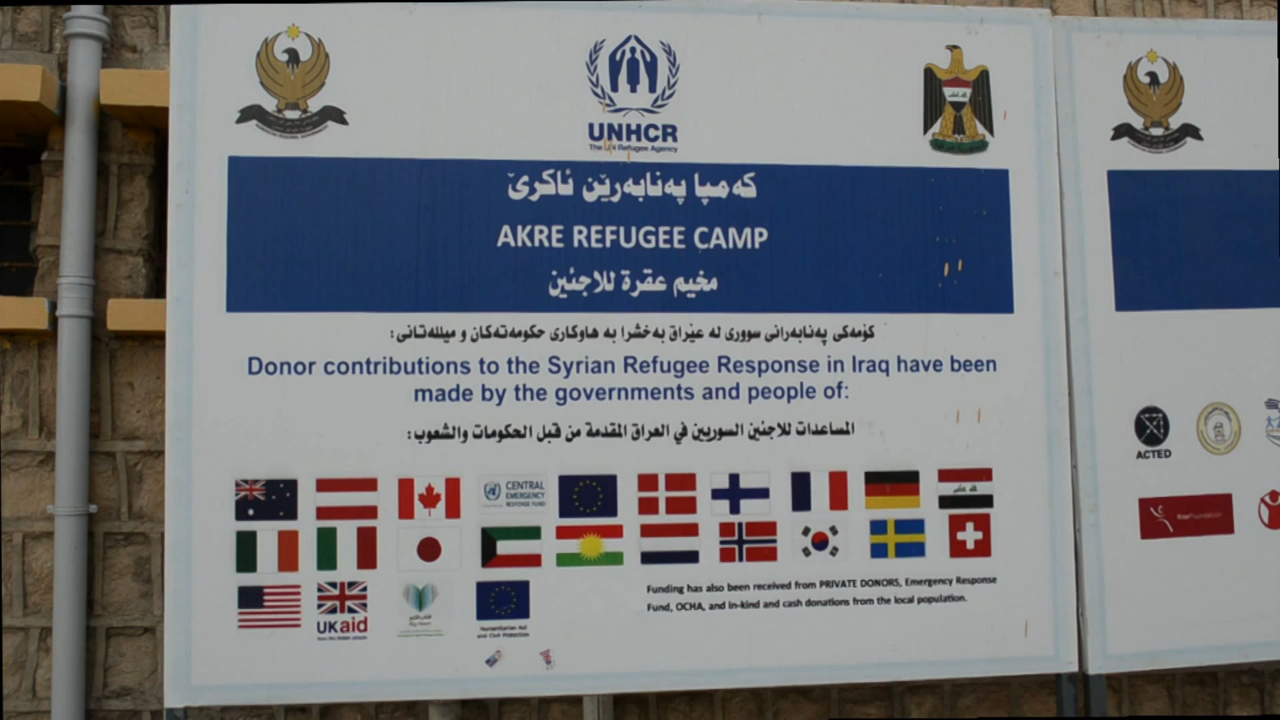 UNHCR
The UN Refugee Agency
کەمپا پەنابەرێن ئاکرێ
AKRE REFUGEE CAMP
مخيم عقرة للاجئين
کۆمەکی پەنابەرانی سووری لە عێراق بەخشرا بە هاوکاری حکومەتەکان و میللەتانی:
Donor contributions to the Syrian Refugee Response in Iraq have been
made by the governments and people of:
المساعدات للاجئين السوريين في العراق المقدمة من قبل الحكومات والشعوب:
CENTRAL
EMERGENCY
RESPONSE FUND
UKaid
from the British people
Humanitarian Aid
and Civil Protection
Funding has also been received from PRIVATE DONORS, Emergency Response
Fund, OCHA, and in-kind and cash donations from the local population.
ACTED